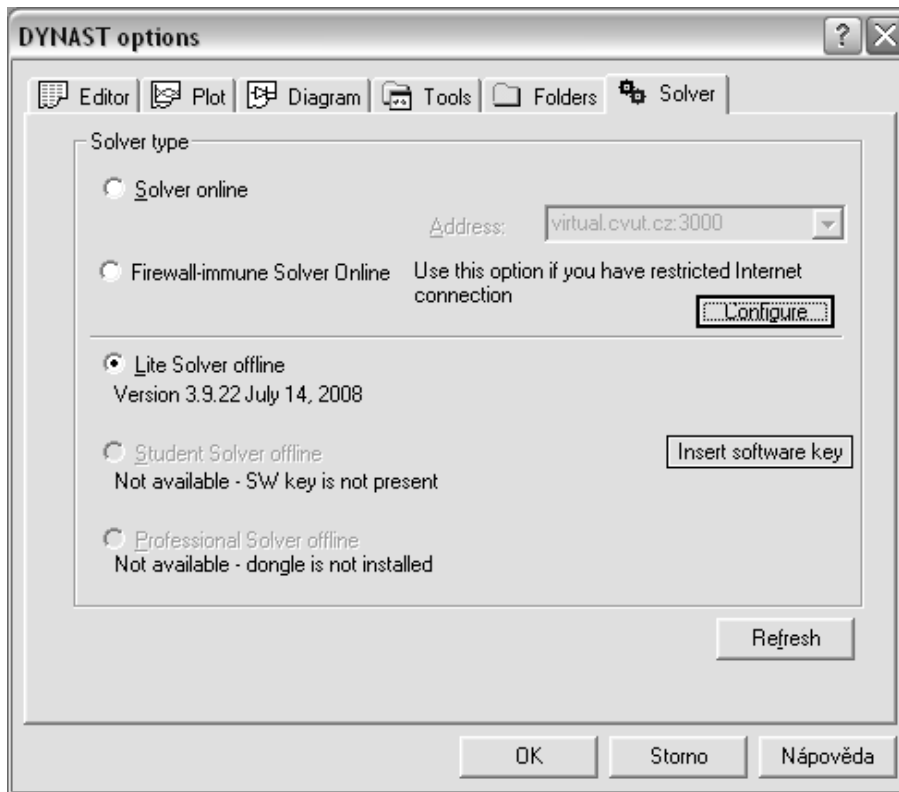 DYNAST options
Editor Plot Diagram Tools Folders Solver
Solver type
Solver online
Address: virtual.cvut.cz:3000
Firewall-immune Solver Online
Use this option if you have restricted Internet
connection
Configure
Lite Solver offline
Version 3.9.22 July 14, 2008
Student Solver offline
Insert software key
Not available - SW key is not present
Professional Solver offline
Not available - dongle is not installed
Refresh
OK Storno Nápověda